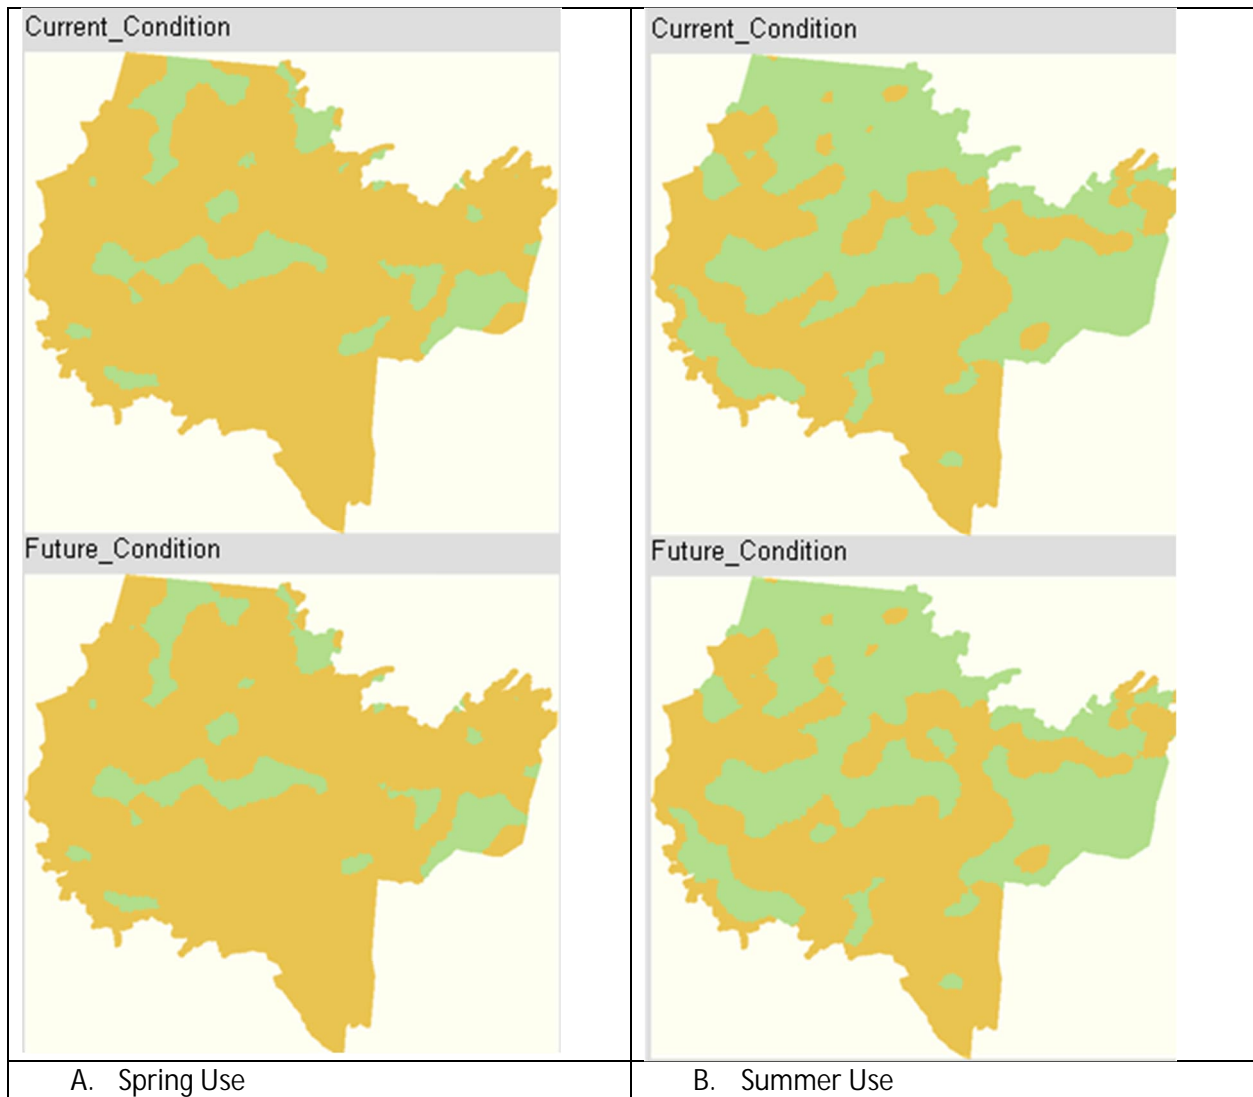 Current_Condition
Current_Condition
Future_Condition
Future_Condition
A. Spring Use
B. Summer Use